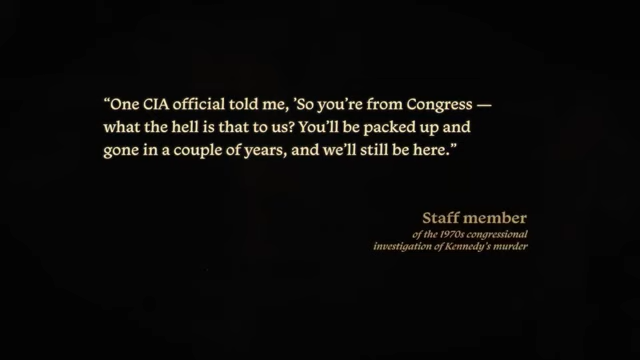 “One CIA official told me, ’So you’re from Congress —
what the hell is that to us? You’ll be packed up and
gone in a couple of years, and we’ll still be here.”
Staff member
of the 1970s congressional
investigation of Kennedy’s murder